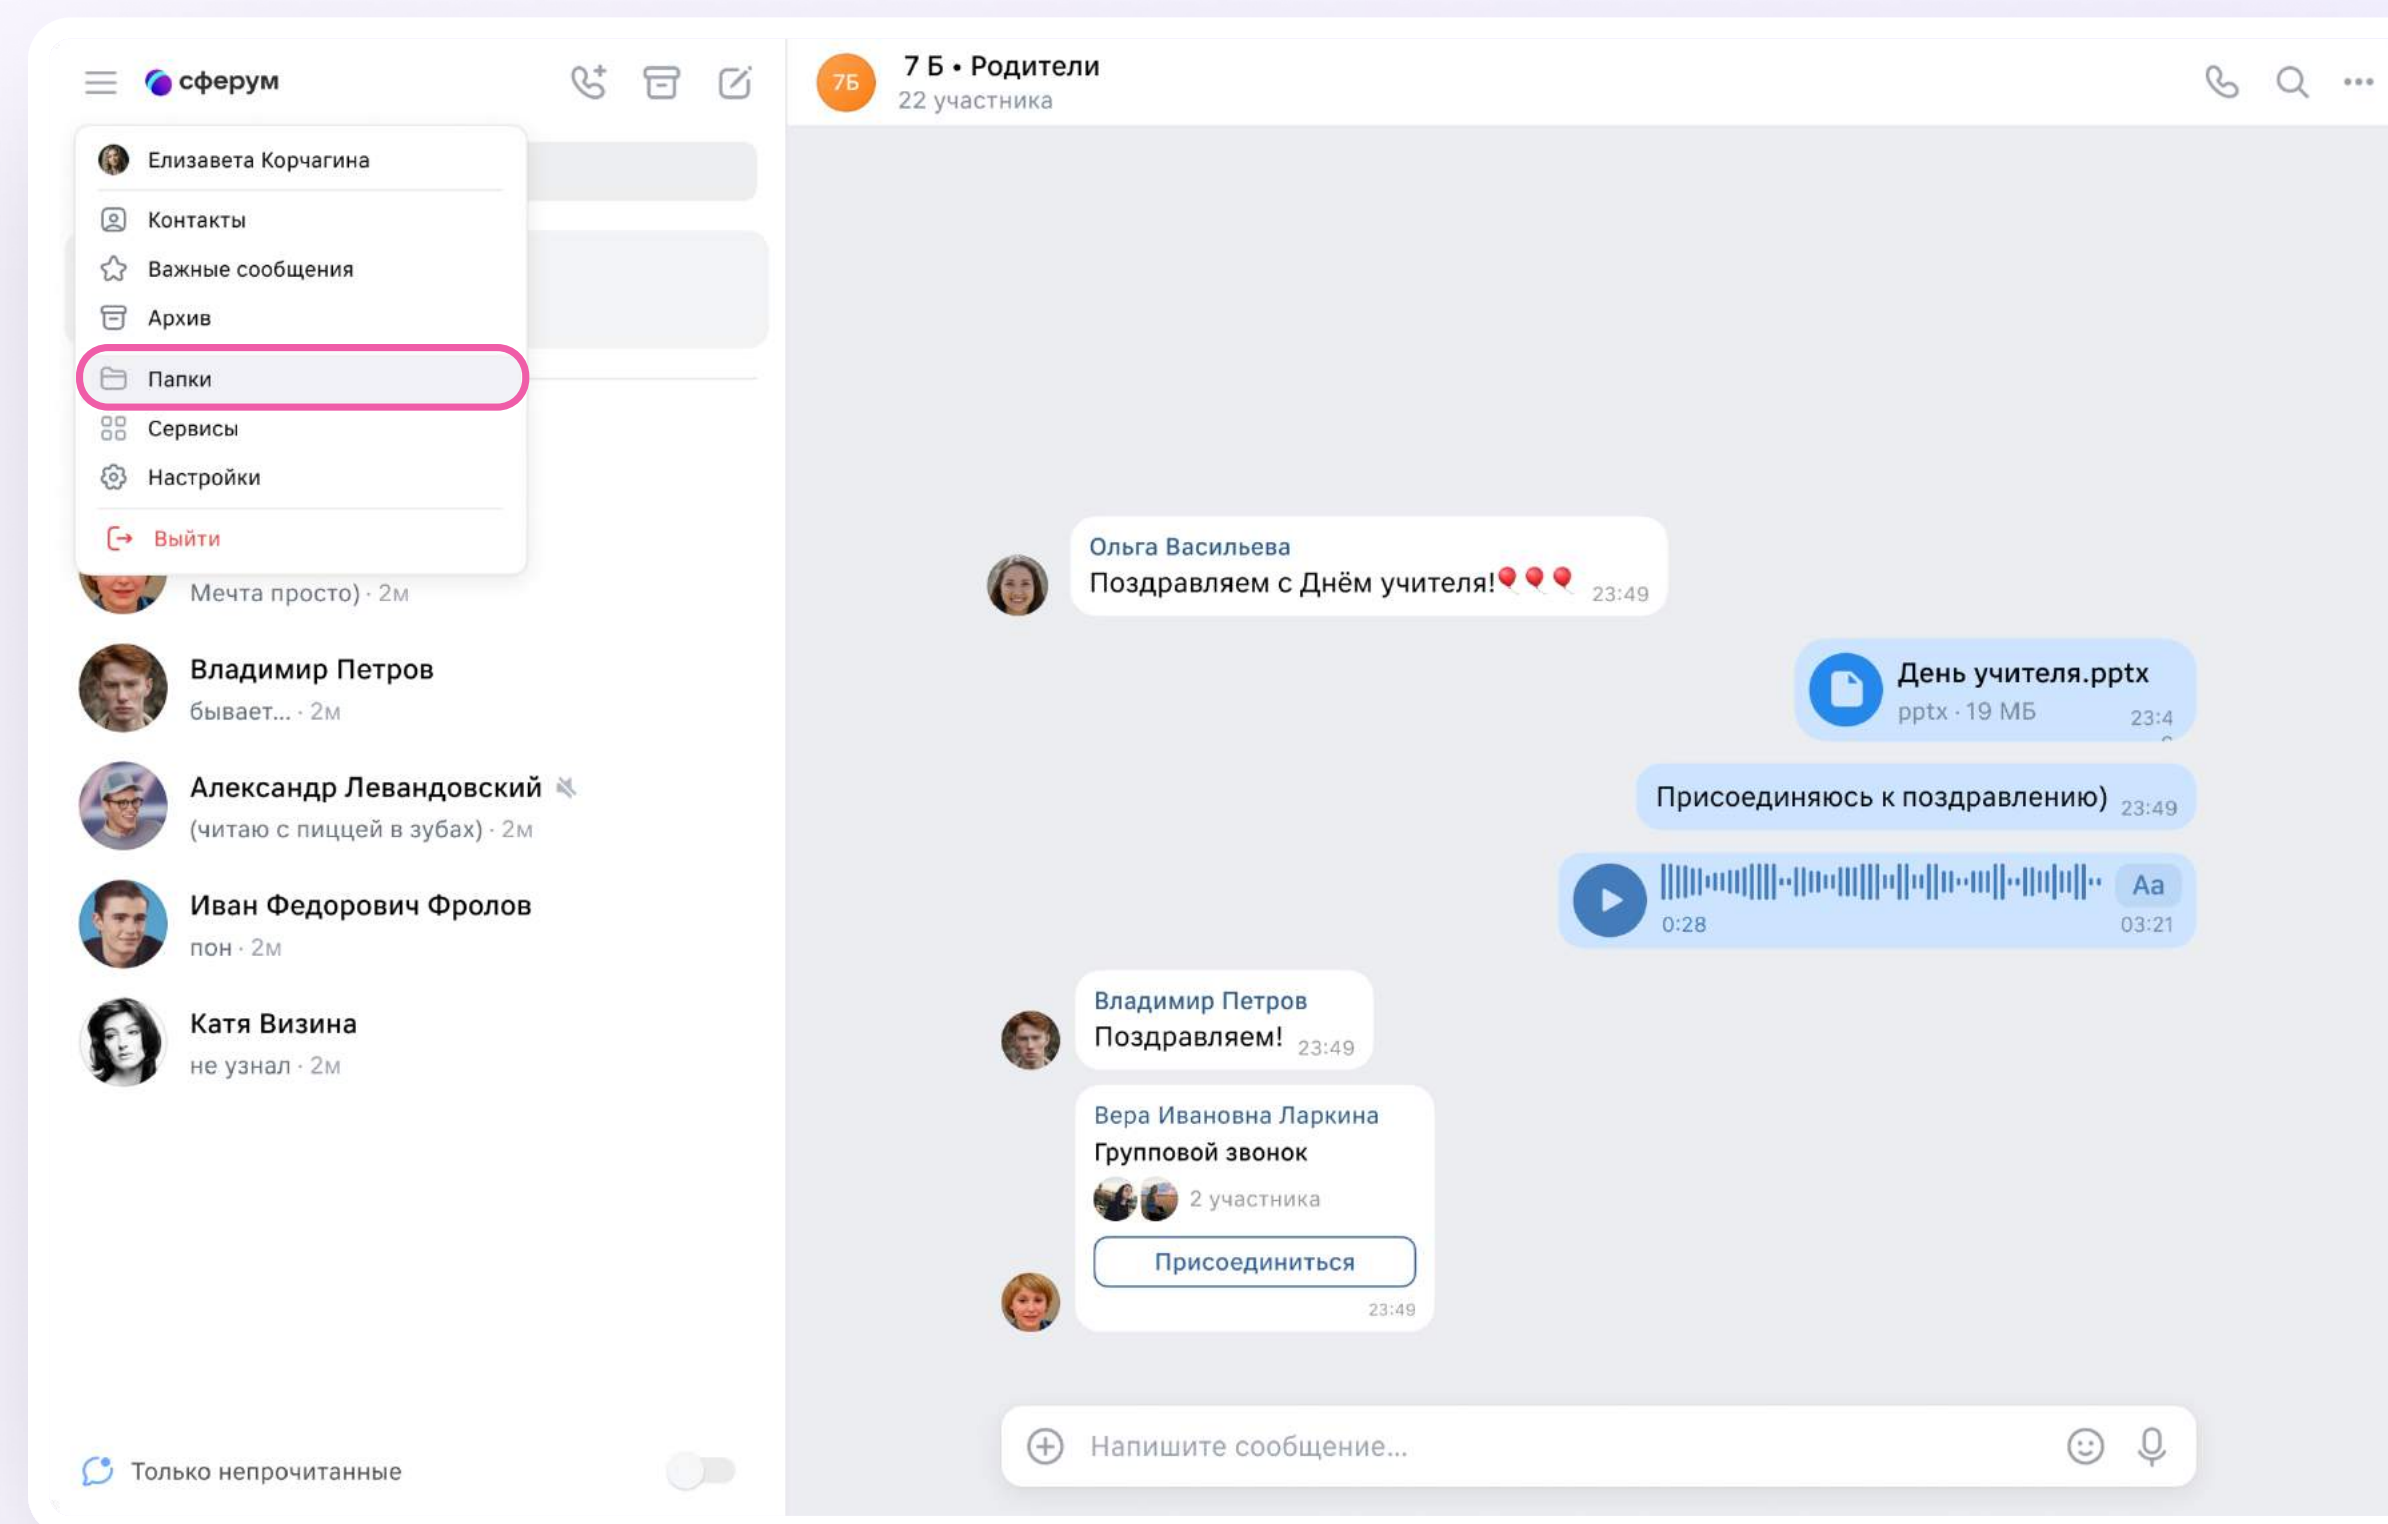 сферум
Елизавета Корчагина
Контакты
Важные сообщения
Архив
Папки
Сервисы
Настройки
Выйти
Мечта просто) · 2м
Владимир Петров
бывает... · 2м
Александр Левандовский
(читаю с пиццей в зубах) · 2м
Иван Федорович Фролов
пон · 2м
Катя Визина
не узнал · 2м
Только непрочитанные
7Б
7 Б • Родители
22 участника
Ольга Васильева
Поздравляем с Днём учителя!🎈🎈🎈 23:49
День учителя.pptx
pptx · 19 МБ 23:4
Присоединяюсь к поздравлению) 23:49
Aa
0:28 03:21
Владимир Петров
Поздравляем! 23:49
Вера Ивановна Ларкина
Групповой звонок
2 участника
Присоединиться
23:49
Напишите сообщение...